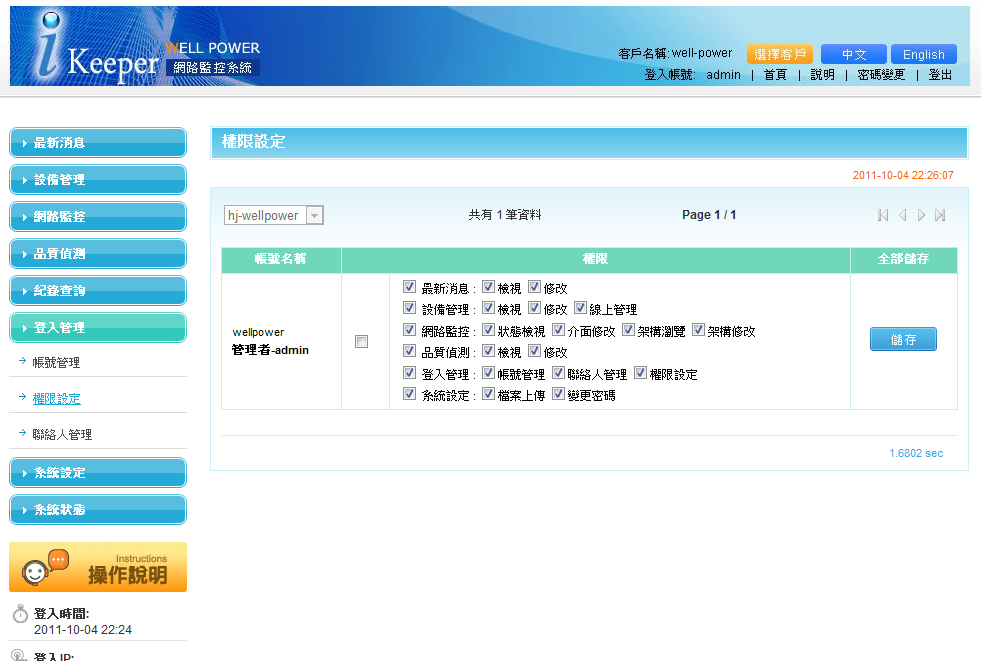 iKeeper
WELL POWER
網路監控系統
客戶名稱: well-power 選擇客戶 中文 English
登入帳號: admin | 首頁 | 說明 | 密碼變更 | 登出
最新消息
設備管理
網路監控
品質偵測
紀錄查詢
登入管理
帳號管理
權限設定
聯絡人管理
系統設定
系統狀態
Instructions
操作說明
登入時間:
2011-10-04 22:24
登入IP:
權限設定
2011-10-04 22:26:07
hj-wellpower 共有 1 筆資料 Page 1 / 1
帳號名稱 權限 全部儲存
wellpower
管理者-admin
最新消息 : 檢視 修改
設備管理 : 檢視 修改 線上管理
網路監控 : 狀態檢視 介面修改 架構瀏覽 架構修改
品質偵測 : 檢視 修改
登入管理 : 帳號管理 聯絡人管理 權限設定
系統設定 : 檔案上傳 變更密碼
儲存
1.6802 sec